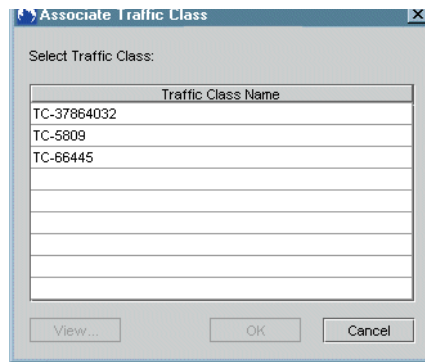 Associate Traffic Class
Select Traffic Class:
Traffic Class Name
TC-37864032
TC-5809
TC-66445
View... OK Cancel